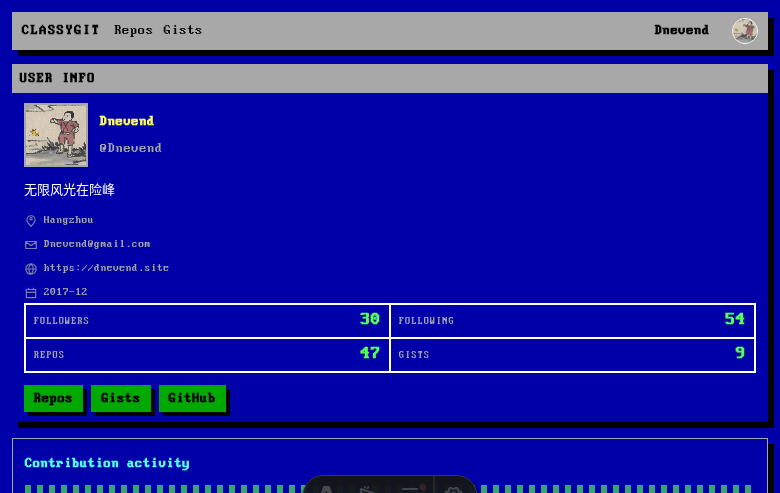 CLASSYGIT Repos Gists Dnevend
USER INFO
Dnevend
@Dnevend
无限风光在险峰
Hangzhou
Dnevend@gmail.com
https://dnevend.site
2017-12
FOLLOWERS 30 FOLLOWING 54
REPOS 47 GISTS 9
Repos Gists GitHub
Contribution activity